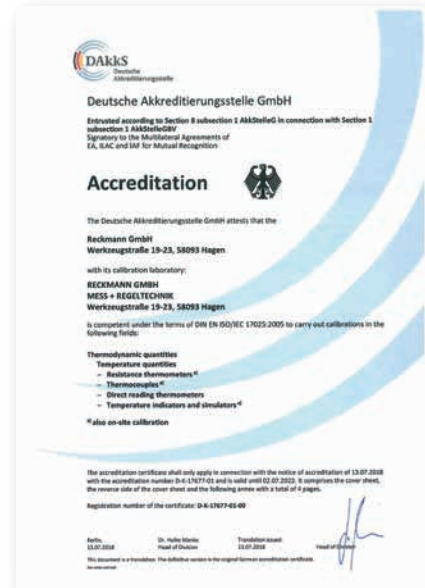 DAkkS
Deutsche
Akkreditierungsstelle
Deutsche Akkreditierungsstelle GmbH
Entrusted according to Section 8 subsection 1 AkkStelleG in connection with Section 1
subsection 1 AkkStelleGBV
Signatory to the Multilateral Agreements of
EA, ILAC and IAF for Mutual Recognition
Accreditation
The Deutsche Akkreditierungsstelle GmbH attests that the
Reckmann GmbH
Werkzeugstraße 19-23, 58093 Hagen
with its calibration laboratory:
RECKMANN GMBH
MESS + REGELTECHNIK
Werkzeugstraße 19-23, 58093 Hagen
is competent under the terms of DIN EN ISO/IEC 17025:2005 to carry out calibrations in the
following fields:
Thermodynamic quantities
Temperature quantities
– Resistance thermometers a)
– Thermocouples a)
– Direct reading thermometers
– Temperature indicators and simulators a)
a) also on-site calibration
The accreditation certificate shall only apply in connection with the notice of accreditation of 13.07.2018
with the accreditation number D-K-17677-01 and is valid until 02.07.2023. It comprises the cover sheet,
the reverse side of the cover sheet and the following annex with a total of 4 pages.
Registration number of the certificate: D-K-17677-01-00
Berlin, Dr. Heike Manke Translation issued:
13.07.2018 Head of Division 13.07.2018 Head of Division
This document is a translation. The definitive version is the original German accreditation certificate.